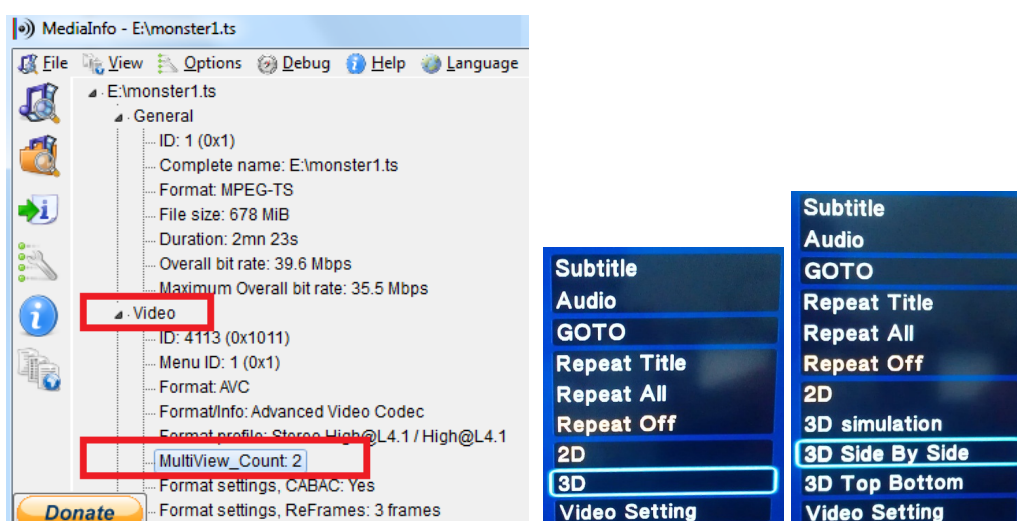 MediaInfo - E:\monster1.ts
File View Options Debug Help Language
E:\monster1.ts
General
ID: 1 (0x1)
Complete name: E:\monster1.ts
Format: MPEG-TS
File size: 678 MiB
Duration: 2mn 23s
Overall bit rate: 39.6 Mbps
Maximum Overall bit rate: 35.5 Mbps
Video
ID: 4113 (0x1011)
Menu ID: 1 (0x1)
Format: AVC
Format/Info: Advanced Video Codec
Format profile: Stereo High@L4.1 / High@L4.1
MultiView_Count: 2
Format settings, CABAC: Yes
Format settings, ReFrames: 3 frames
Donate
Subtitle
Audio
GOTO
Repeat Title
Repeat All
Repeat Off
2D
3D
Video Setting
Subtitle
Audio
GOTO
Repeat Title
Repeat All
Repeat Off
2D
3D simulation
3D Side By Side
3D Top Bottom
Video Setting